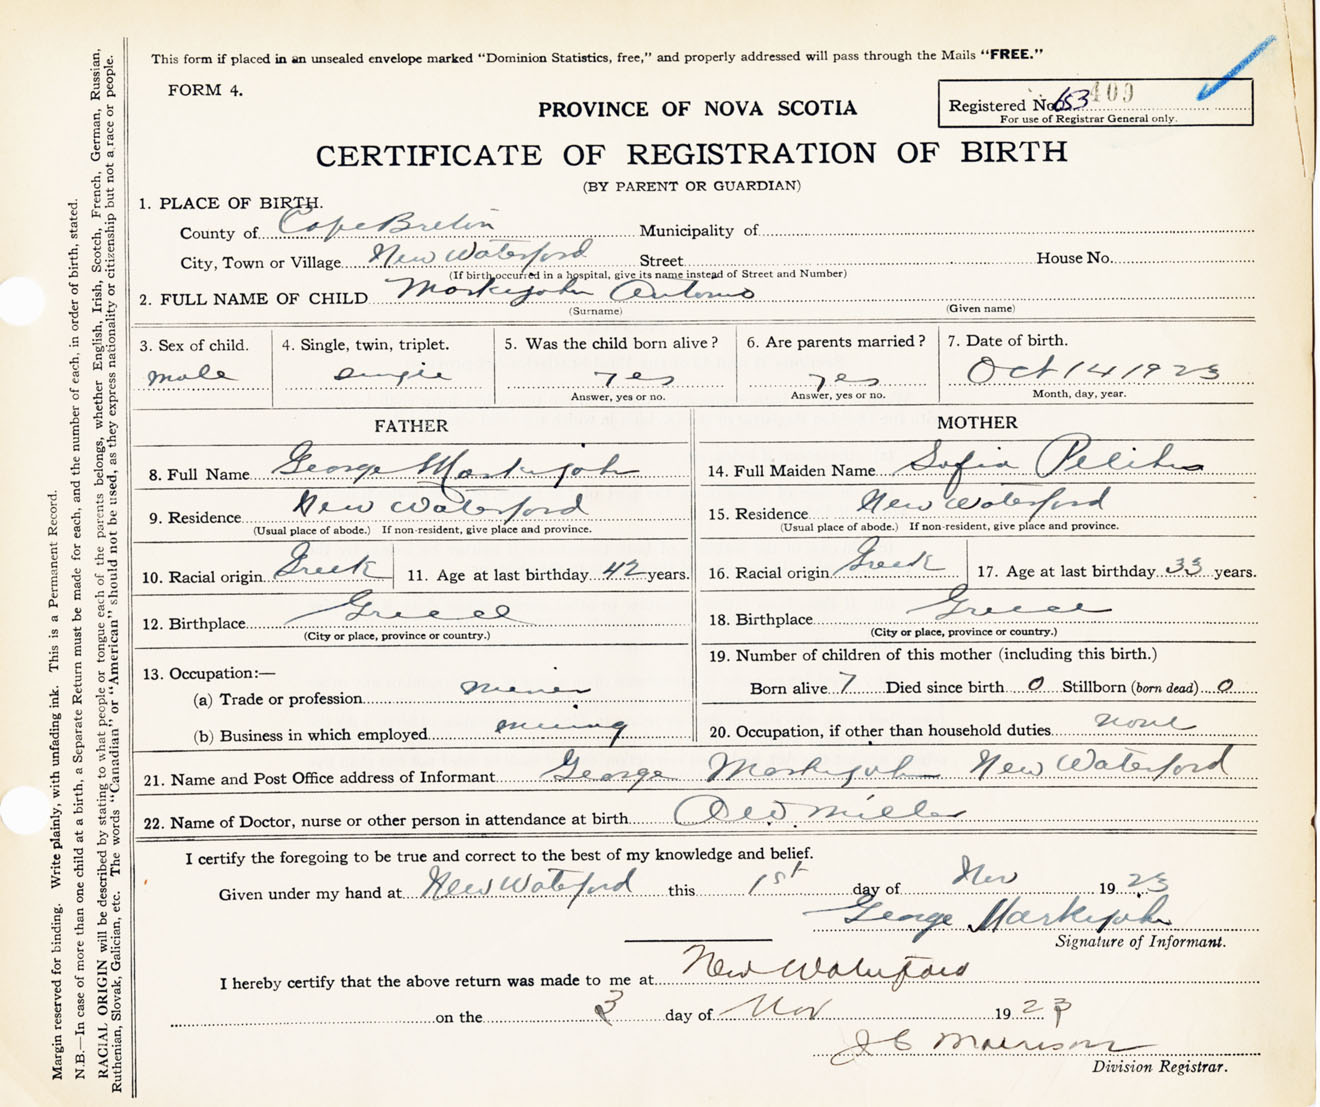 This form if placed in an unsealed envelope marked "Dominion Statistics, free," and properly addressed will pass through the Mails "FREE."
FORM 4.
PROVINCE OF NOVA SCOTIA
Registered No. 653 409
For use of Registrar General only.
CERTIFICATE OF REGISTRATION OF BIRTH
(BY PARENT OR GUARDIAN)
1. PLACE OF BIRTH.
County of Cape Breton Municipality of
City, Town or Village New Waterford Street House No.
(If birth occurred in a hospital, give its name instead of Street and Number)
2. FULL NAME OF CHILD Markejohn Antonio
(Surname) (Given name)
3. Sex of child. 4. Single, twin, triplet. 5. Was the child born alive? 6. Are parents married? 7. Date of birth.
male single yes yes Oct 14 1923
Answer, yes or no. Answer, yes or no. Month, day, year.
FATHER MOTHER
8. Full Name George Markejohn 14. Full Maiden Name Sofia
9. Residence New Waterford 15. Residence New Waterford
(Usual place of abode.) If non-resident, give place and province. (Usual place of abode.) If non-resident, give place and province.
10. Racial origin Greek 11. Age at last birthday 42 years. 16. Racial origin Greek 17. Age at last birthday 33 years.
12. Birthplace Greece 18. Birthplace Greece
(City or place, province or country.) (City or place, province or country.)
13. Occupation:— 19. Number of children of this mother (including this birth.)
(a) Trade or profession miner Born alive 7 Died since birth 0 Stillborn (born dead) 0
(b) Business in which employed mining 20. Occupation, if other than household duties none
21. Name and Post Office address of Informant George Markejohn New Waterford
22. Name of Doctor, nurse or other person in attendance at birth Miller
I certify the foregoing to be true and correct to the best of my knowledge and belief.
Given under my hand at New Waterford this 1st day of Nov 1923
George Markejohn
Signature of Informant.
I hereby certify that the above return was made to me at New Waterford
on the 3 day of Nov 1923
J C Morrison
Division Registrar.
Margin reserved for binding. Write plainly, with unfading ink. This is a Permanent Record.
N.B.—In case of more than one child at a birth, a Separate Return must be made for each, and the number of each, in order of birth, stated.
RACIAL ORIGIN will be described by stating to what people or tongue each of the parents belongs, whether English, Irish, Scotch, French, German, Russian,
Ruthenian, Slovak, Galician, etc. The words "Canadian" or "American" should not be used, as they express nationality or citizenship but not a race or people.